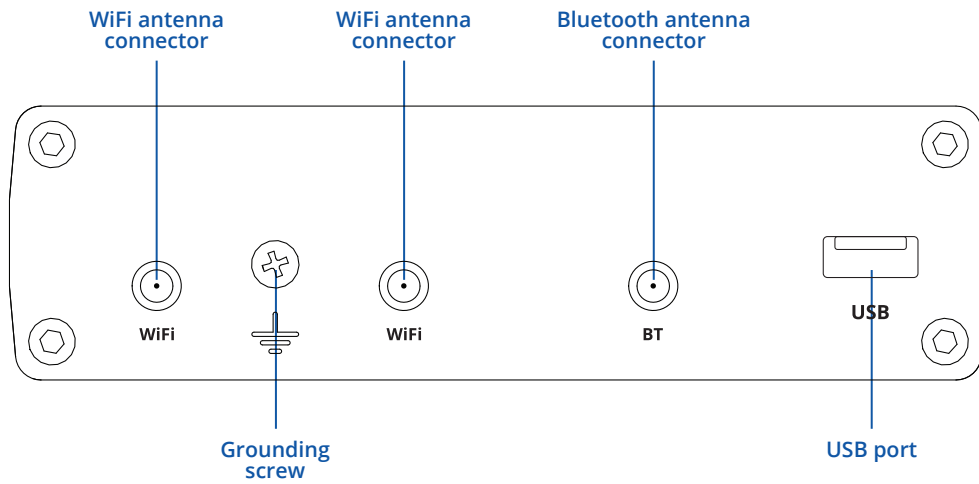 WiFi antenna
connector
WiFi antenna
connector
Bluetooth antenna
connector
WiFi
WiFi
BT
USB
Grounding
screw
USB port